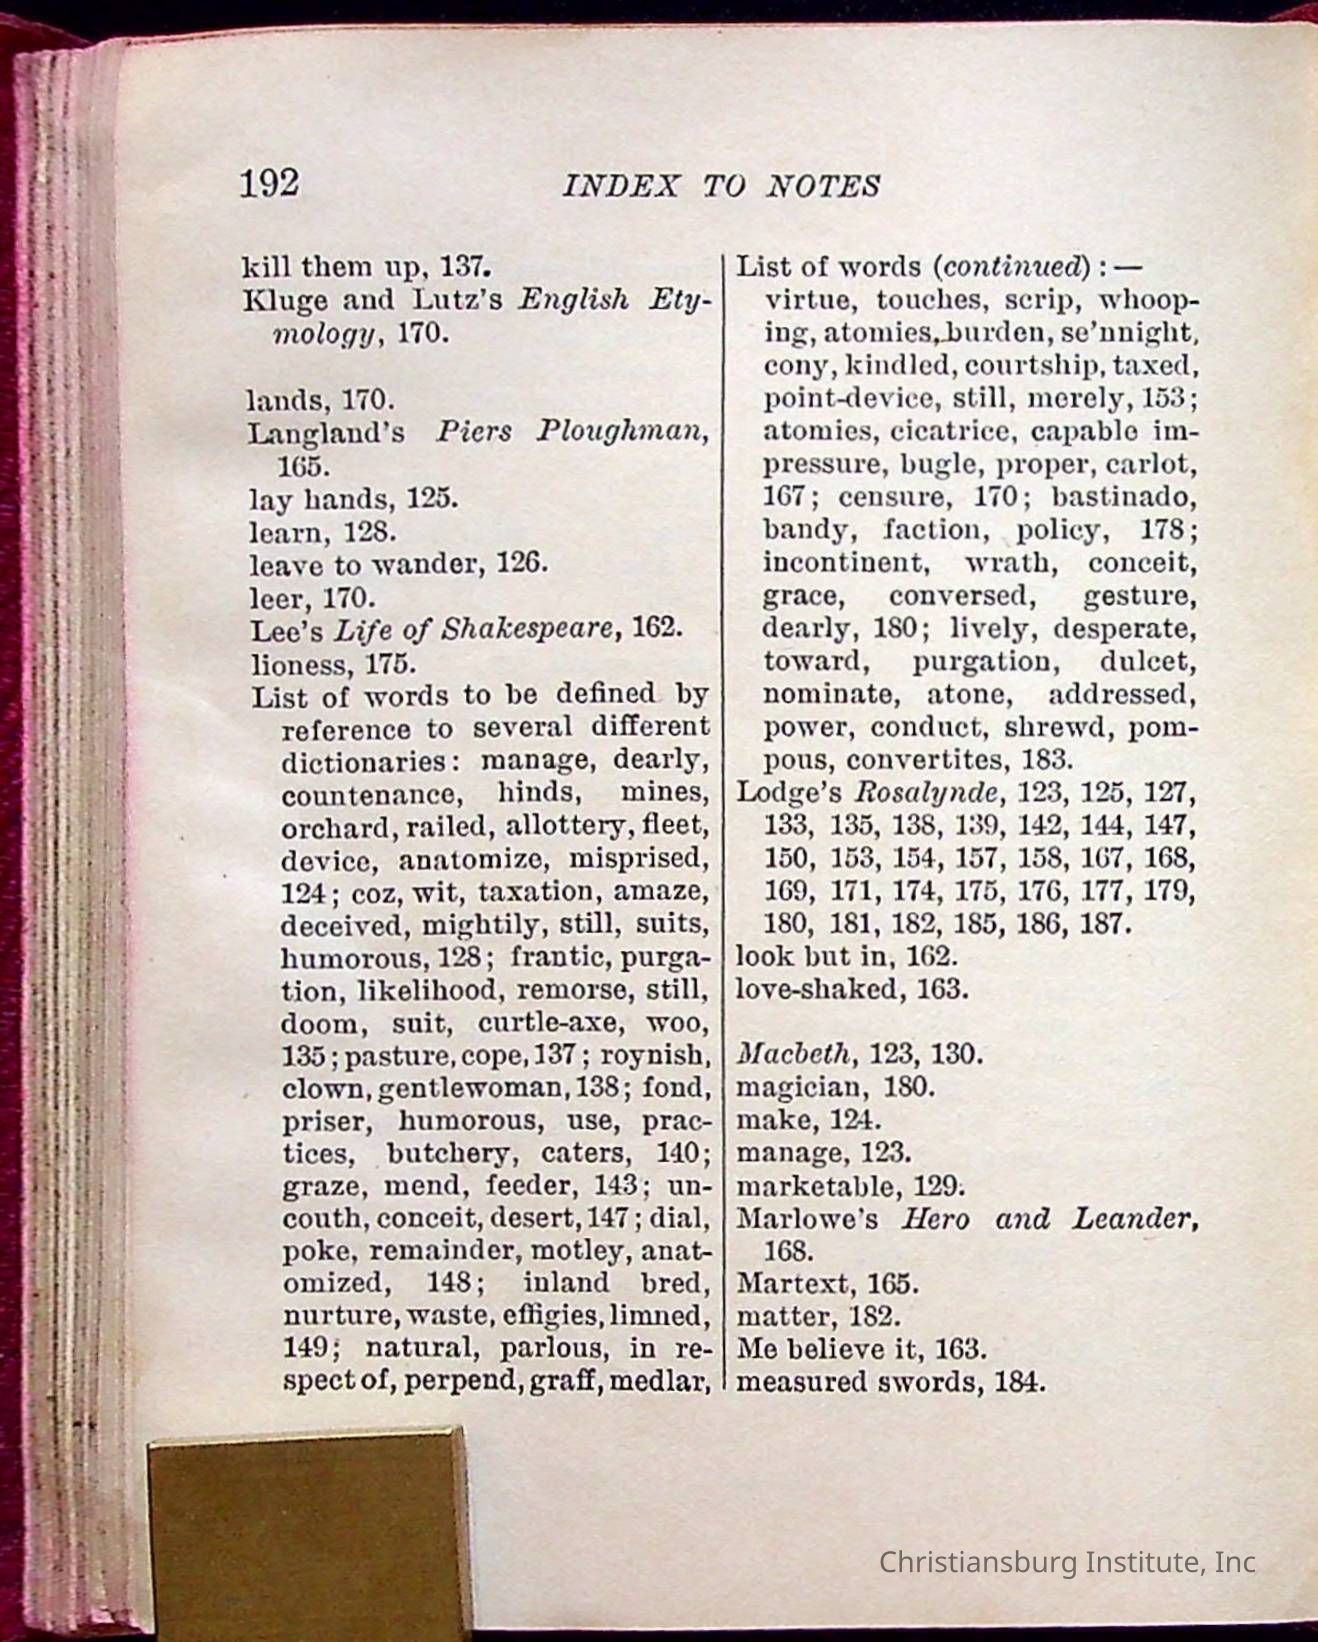 192 INDEX TO NOTES
kill them up, 137.
Kluge and Lutz's English Ety-
mology, 170.
lands, 170.
Langland's Piers Ploughman,
165.
lay hands, 125.
learn, 128.
leave to wander, 126.
leer, 170.
Lee's Life of Shakespeare, 162.
lioness, 175.
List of words to be defined by
reference to several different
dictionaries: manage, dearly,
countenance, hinds, mines,
orchard, railed, allottery, fleet,
device, anatomize, misprised,
124; coz, wit, taxation, amaze,
deceived, mightily, still, suits,
humorous, 128; frantic, purga-
tion, likelihood, remorse, still,
doom, suit, curtle-axe, woo,
135; pasture, cope, 137; roynish,
clown, gentlewoman, 138; fond,
priser, humorous, use, prac-
tices, butchery, caters, 140;
graze, mend, feeder, 143; un-
couth, conceit, desert, 147; dial,
poke, remainder, motley, anat-
omized, 148; inland bred,
nurture, waste, effigies, limned,
149; natural, parlous, in re-
spect of, perpend, graff, medlar,
List of words (continued) : —
virtue, touches, scrip, whoop-
ing, atomies, burden, se'nnight,
cony, kindled, courtship, taxed,
point-device, still, merely, 153;
atomies, cicatrice, capable im-
pressure, bugle, proper, carlot,
167; censure, 170; bastinado,
bandy, faction, policy, 178;
incontinent, wrath, conceit,
grace, conversed, gesture,
dearly, 180; lively, desperate,
toward, purgation, dulcet,
nominate, atone, addressed,
power, conduct, shrewd, pom-
pous, convertites, 183.
Lodge's Rosalynde, 123, 125, 127,
133, 135, 138, 139, 142, 144, 147,
150, 153, 154, 157, 158, 167, 168,
169, 171, 174, 175, 176, 177, 179,
180, 181, 182, 185, 186, 187.
look but in, 162.
love-shaked, 163.
Macbeth, 123, 130.
magician, 180.
make, 124.
manage, 123.
marketable, 129.
Marlowe's Hero and Leander,
168.
Martext, 165.
matter, 182.
Me believe it, 163.
measured swords, 184.
Christiansburg Institute, Inc